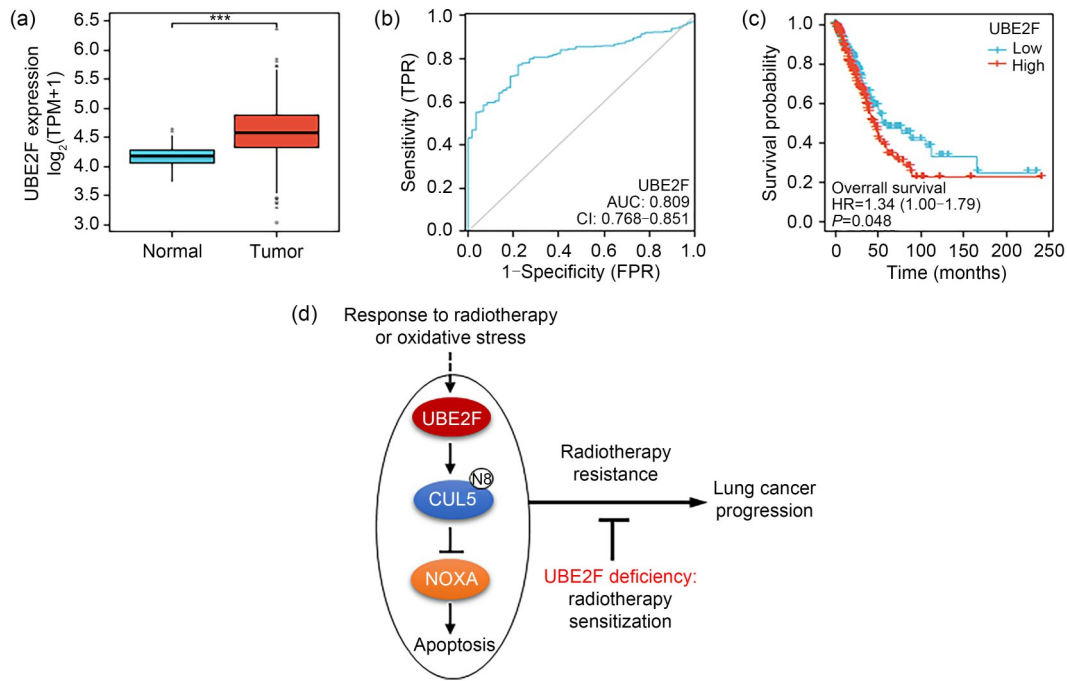 (a)
UBE2F expression
log2(TPM+1)
6.5
6.0
5.5
5.0
4.5
4.0
3.5
3.0
***
Normal
Tumor
(b)
Sensitivity (TPR)
1.0
0.8
0.6
0.4
0.2
0.0
UBE2F
AUC: 0.809
CI: 0.768–0.851
0.0 0.2 0.4 0.6 0.8 1.0
1−Specificity (FPR)
(c)
Survival probability
1.0
0.8
0.6
0.4
0.2
0.0
UBE2F
Low
High
Overrall survival
HR=1.34 (1.00−1.79)
P=0.048
0 50 100 150 200 250
Time (months)
(d)
Response to radiotherapy
or oxidative stress
UBE2F
N8
CUL5
NOXA
Apoptosis
Radiotherapy
resistance
Lung cancer
progression
UBE2F deficiency:
radiotherapy
sensitization